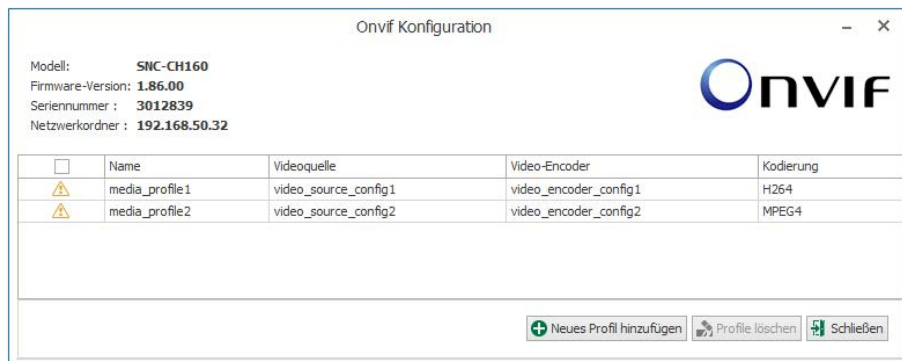 Onvif Konfiguration
Modell: SNC-CH160
Firmware-Version: 1.86.00
Seriennummer : 3012839
Netzwerkordner : 192.168.50.32
ONVIF
Name Videoquelle Video-Encoder Kodierung
media_profile1 video_source_config1 video_encoder_config1 H264
media_profile2 video_source_config2 video_encoder_config2 MPEG4
Neues Profil hinzufügen Profile löschen Schließen